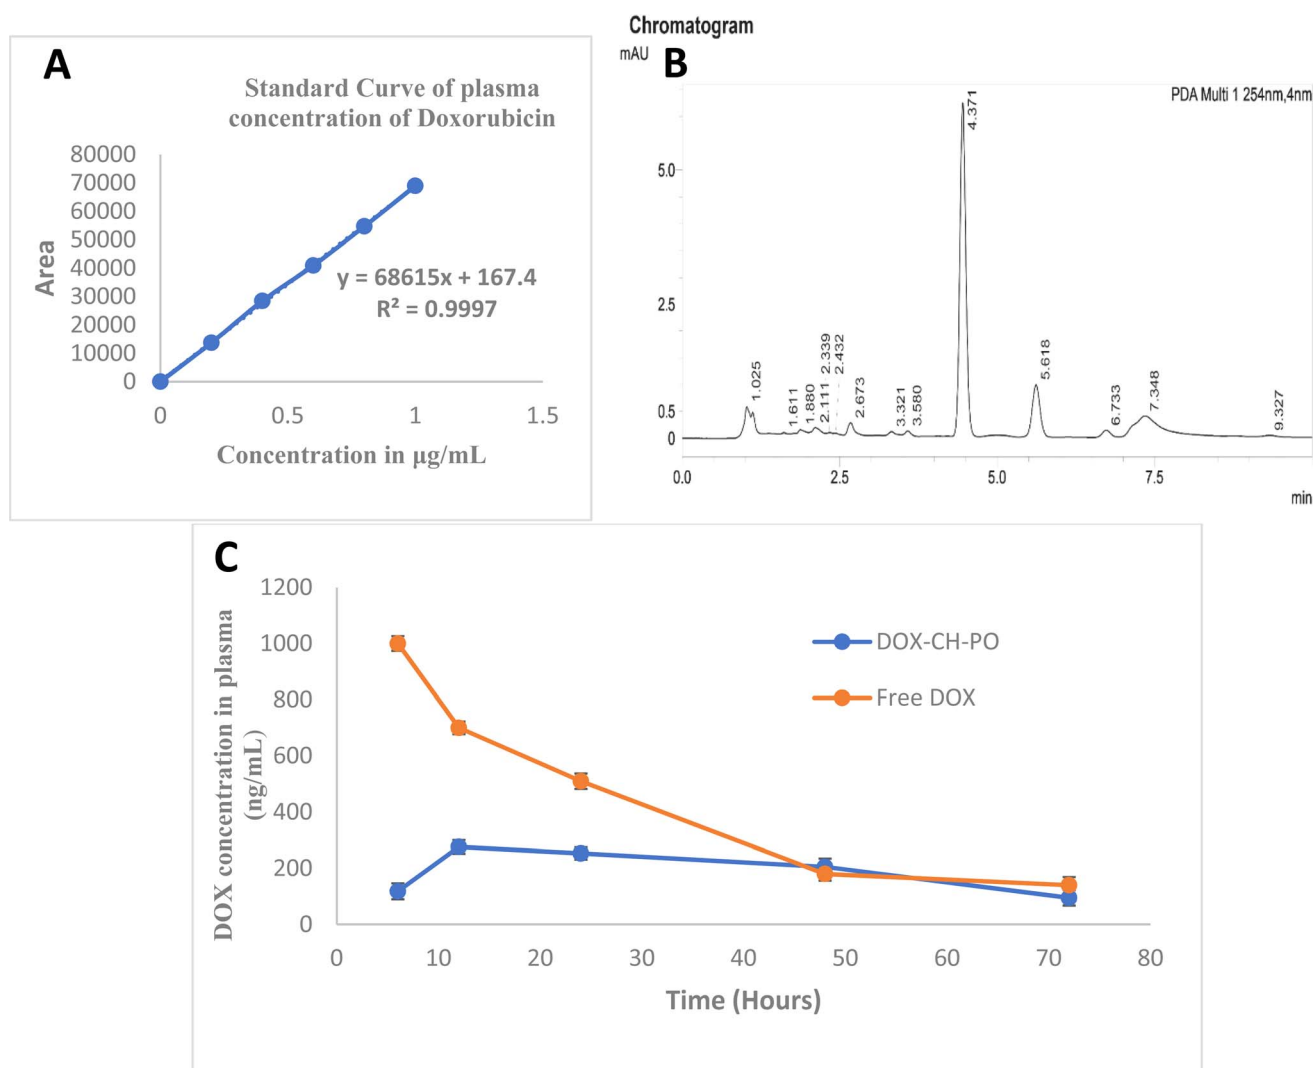 A
Standard Curve of plasma
concentration of Doxorubicin
80000
70000
60000
50000
40000
30000
20000
10000
0
Area
y = 68615x + 167.4
R² = 0.9997
0 0.5 1 1.5
Concentration in µg/mL
Chromatogram
mAU
B
PDA Multi 1 254nm,4nm
5.0
2.5
0.5
0
1.025
1.611
1.880
2.111
2.339
2.432
2.673
3.321
3.580
4.371
5.618
6.733
7.348
9.327
0.0 2.5 5.0 7.5
min
C
1200
1000
800
600
400
200
0
DOX concentration in plasma
(ng/mL)
DOX-CH-PO
Free DOX
0 10 20 30 40 50 60 70 80
Time (Hours)